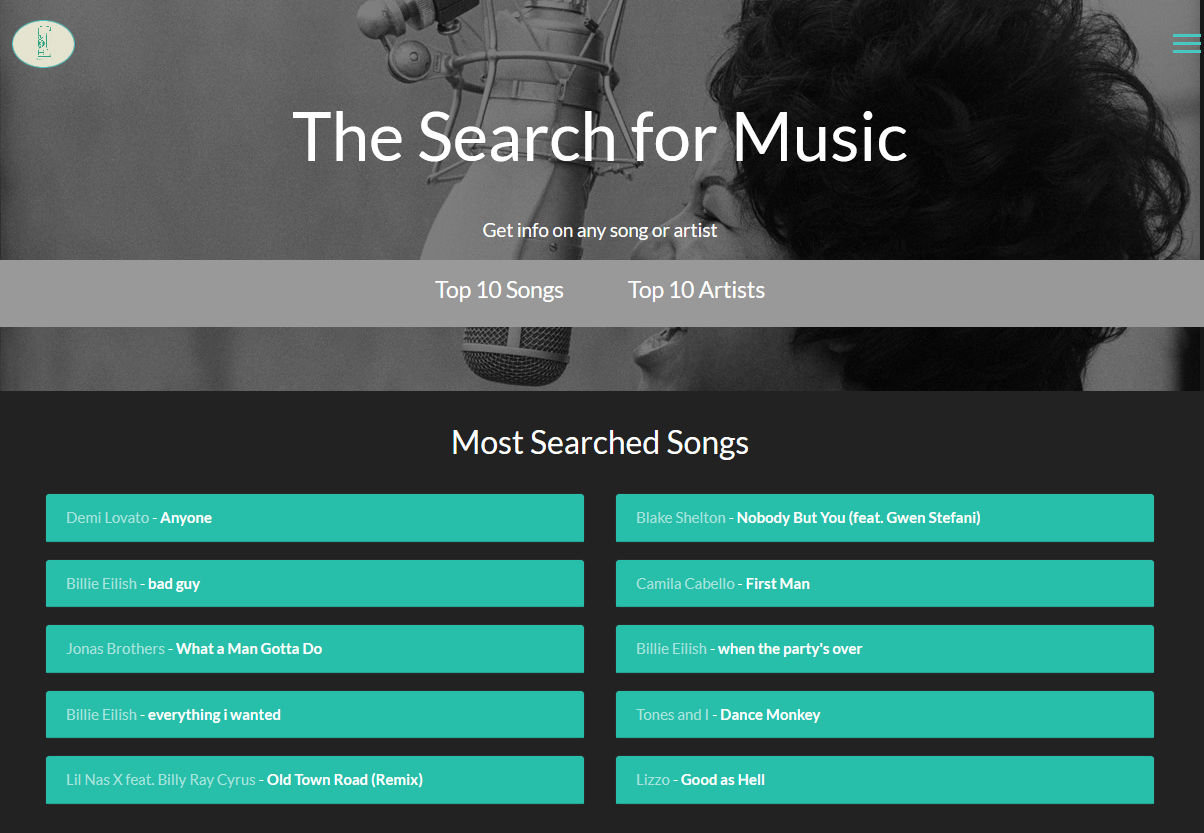 The Search for Music
Get info on any song or artist
Top 10 Songs Top 10 Artists
Most Searched Songs
Demi Lovato - Anyone
Blake Shelton - Nobody But You (feat. Gwen Stefani)
Billie Eilish - bad guy
Camila Cabello - First Man
Jonas Brothers - What a Man Gotta Do
Billie Eilish - when the party's over
Billie Eilish - everything i wanted
Tones and I - Dance Monkey
Lil Nas X feat. Billy Ray Cyrus - Old Town Road (Remix)
Lizzo - Good as Hell